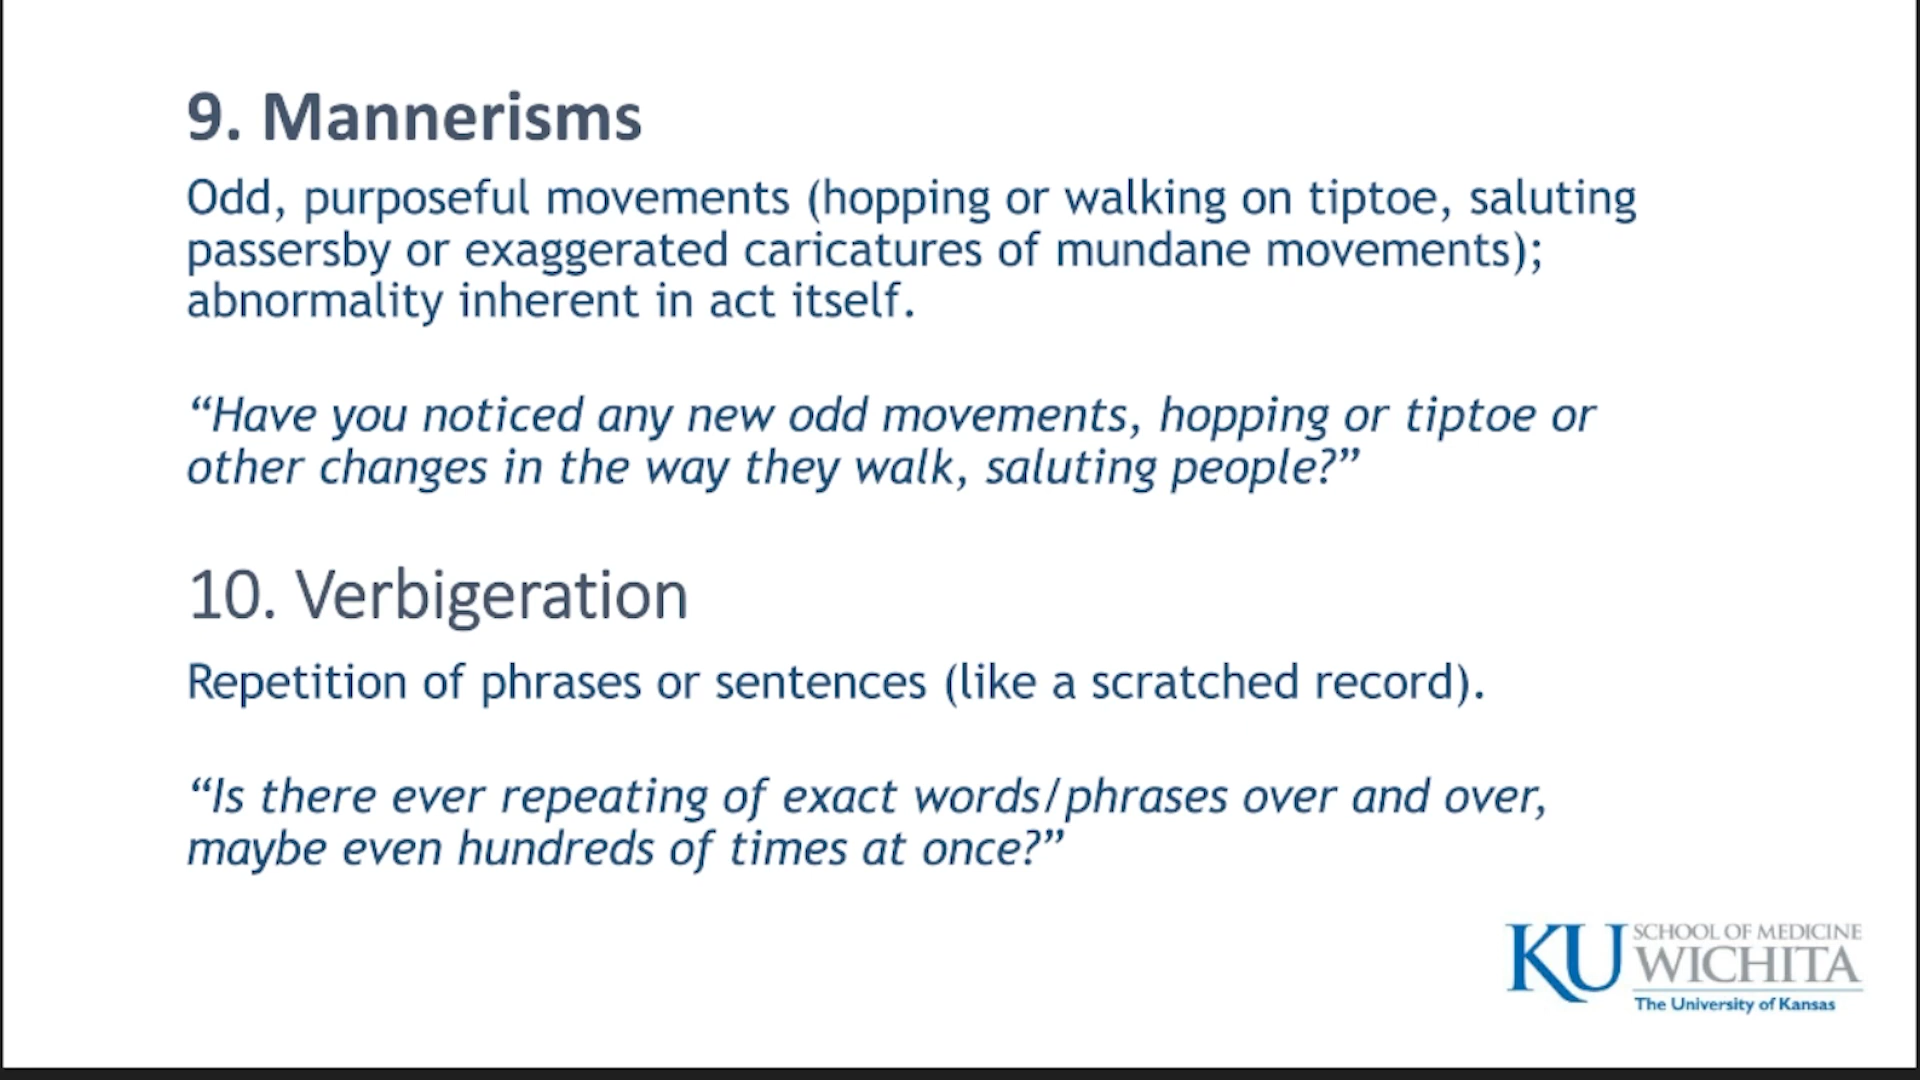 9. Mannerisms
Odd, purposeful movements (hopping or walking on tiptoe, saluting
passersby or exaggerated caricatures of mundane movements);
abnormality inherent in act itself.
“Have you noticed any new odd movements, hopping or tiptoe or
other changes in the way they walk, saluting people?”
10. Verbigeration
Repetition of phrases or sentences (like a scratched record).
“Is there ever repeating of exact words/phrases over and over,
maybe even hundreds of times at once?”
KU SCHOOL OF MEDICINE
WICHITA
The University of Kansas